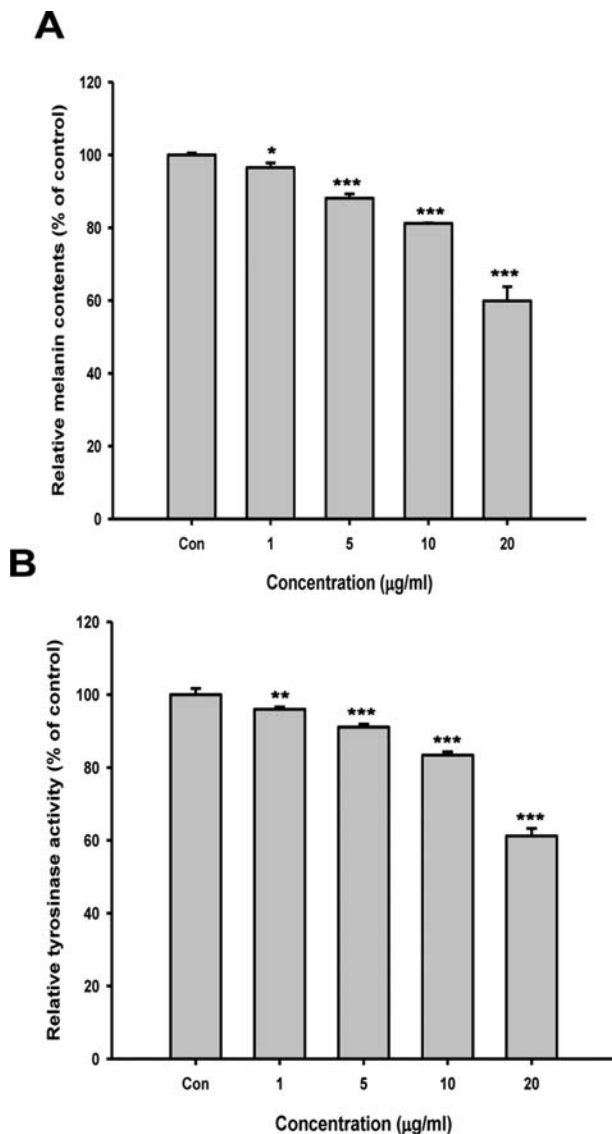 A
Relative melanin contents (% of control)
120
100
80
60
40
20
0
*
***
***
***
Con 1 5 10 20
Concentration (μg/ml)
B
Relative tyrosinase activity (% of control)
120
100
80
60
40
20
0
**
***
***
***
Con 1 5 10 20
Concentration (μg/ml)